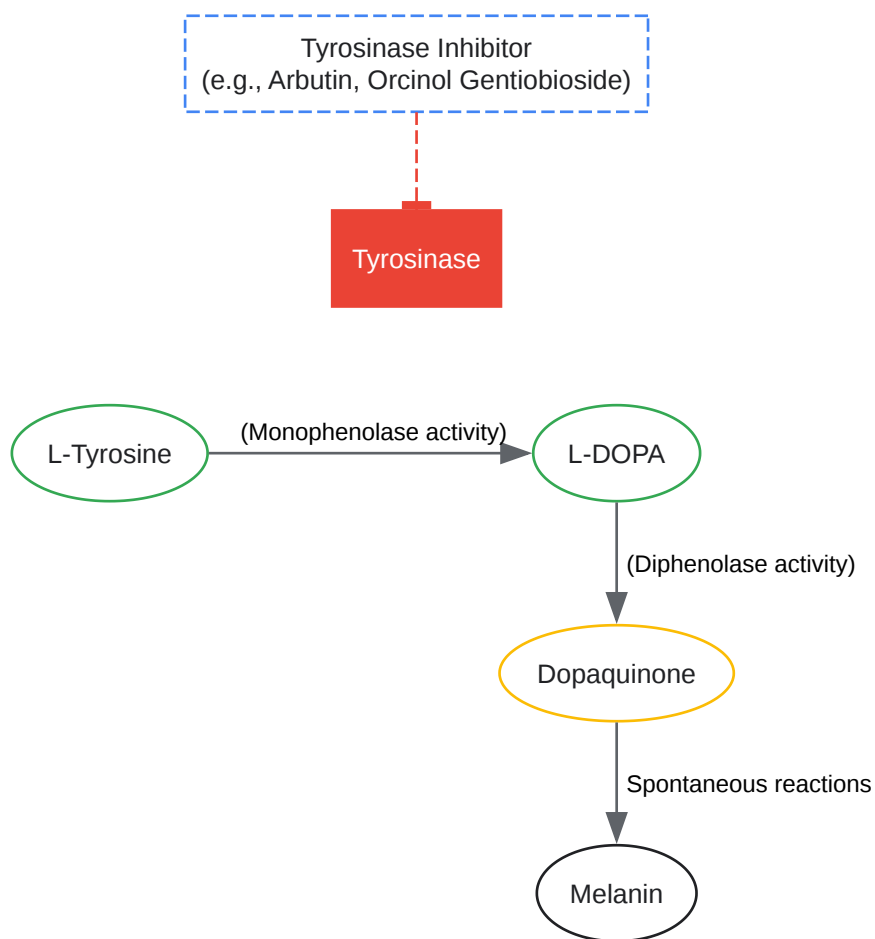 Tyrosinase Inhibitor
(e.g., Arbutin, Orcinol Gentiobioside)
Tyrosinase
L-Tyrosine
(Monophenolase activity)
L-DOPA
(Diphenolase activity)
Dopaquinone
Spontaneous reactions
Melanin